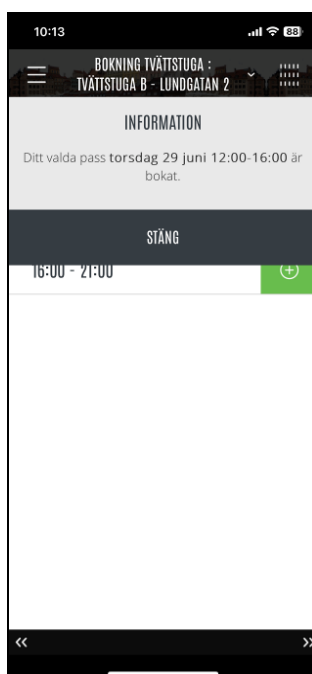 10:13
88
BOKNING TVÄTTSTUGA :
TVÄTTSTUGA B - LUNDGATAN 2
INFORMATION
Ditt valda pass torsdag 29 juni 12:00-16:00 är
bokat.
STÄNG
16:00 - 21:00